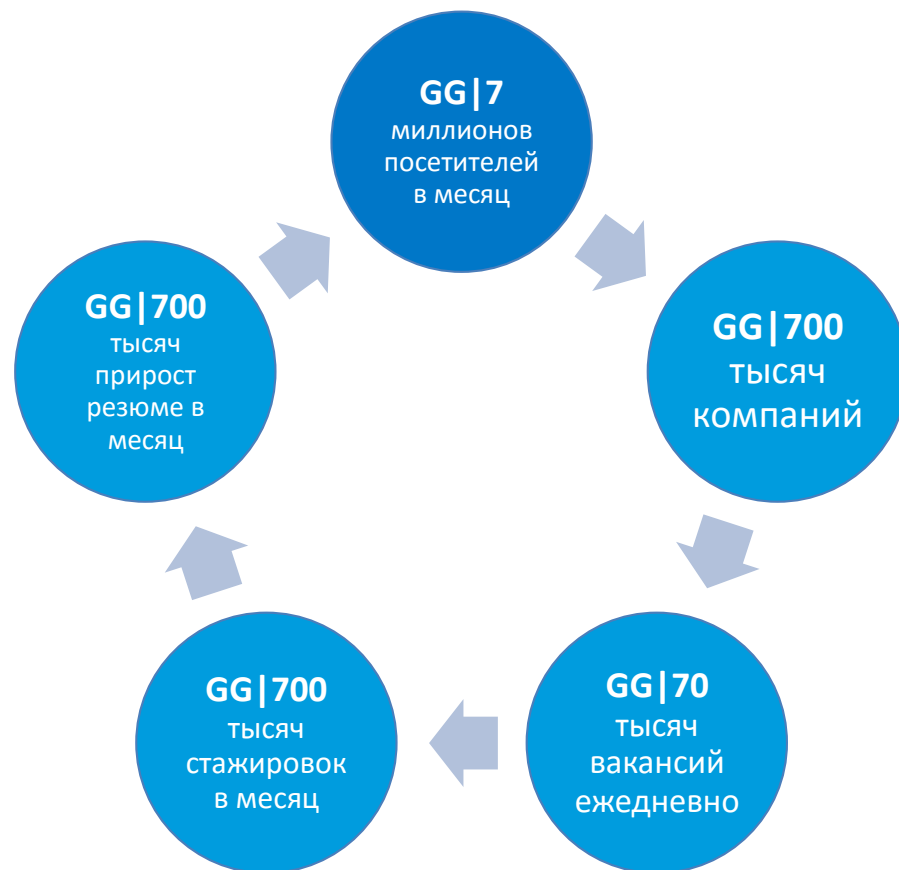 GG|7
миллионов
посетителей
в месяц
GG|700
тысяч
компаний
GG|70
тысяч
вакансий
ежедневно
GG|700
тысяч
стажировок
в месяц
GG|700
тысяч
прирост
резюме в
месяц